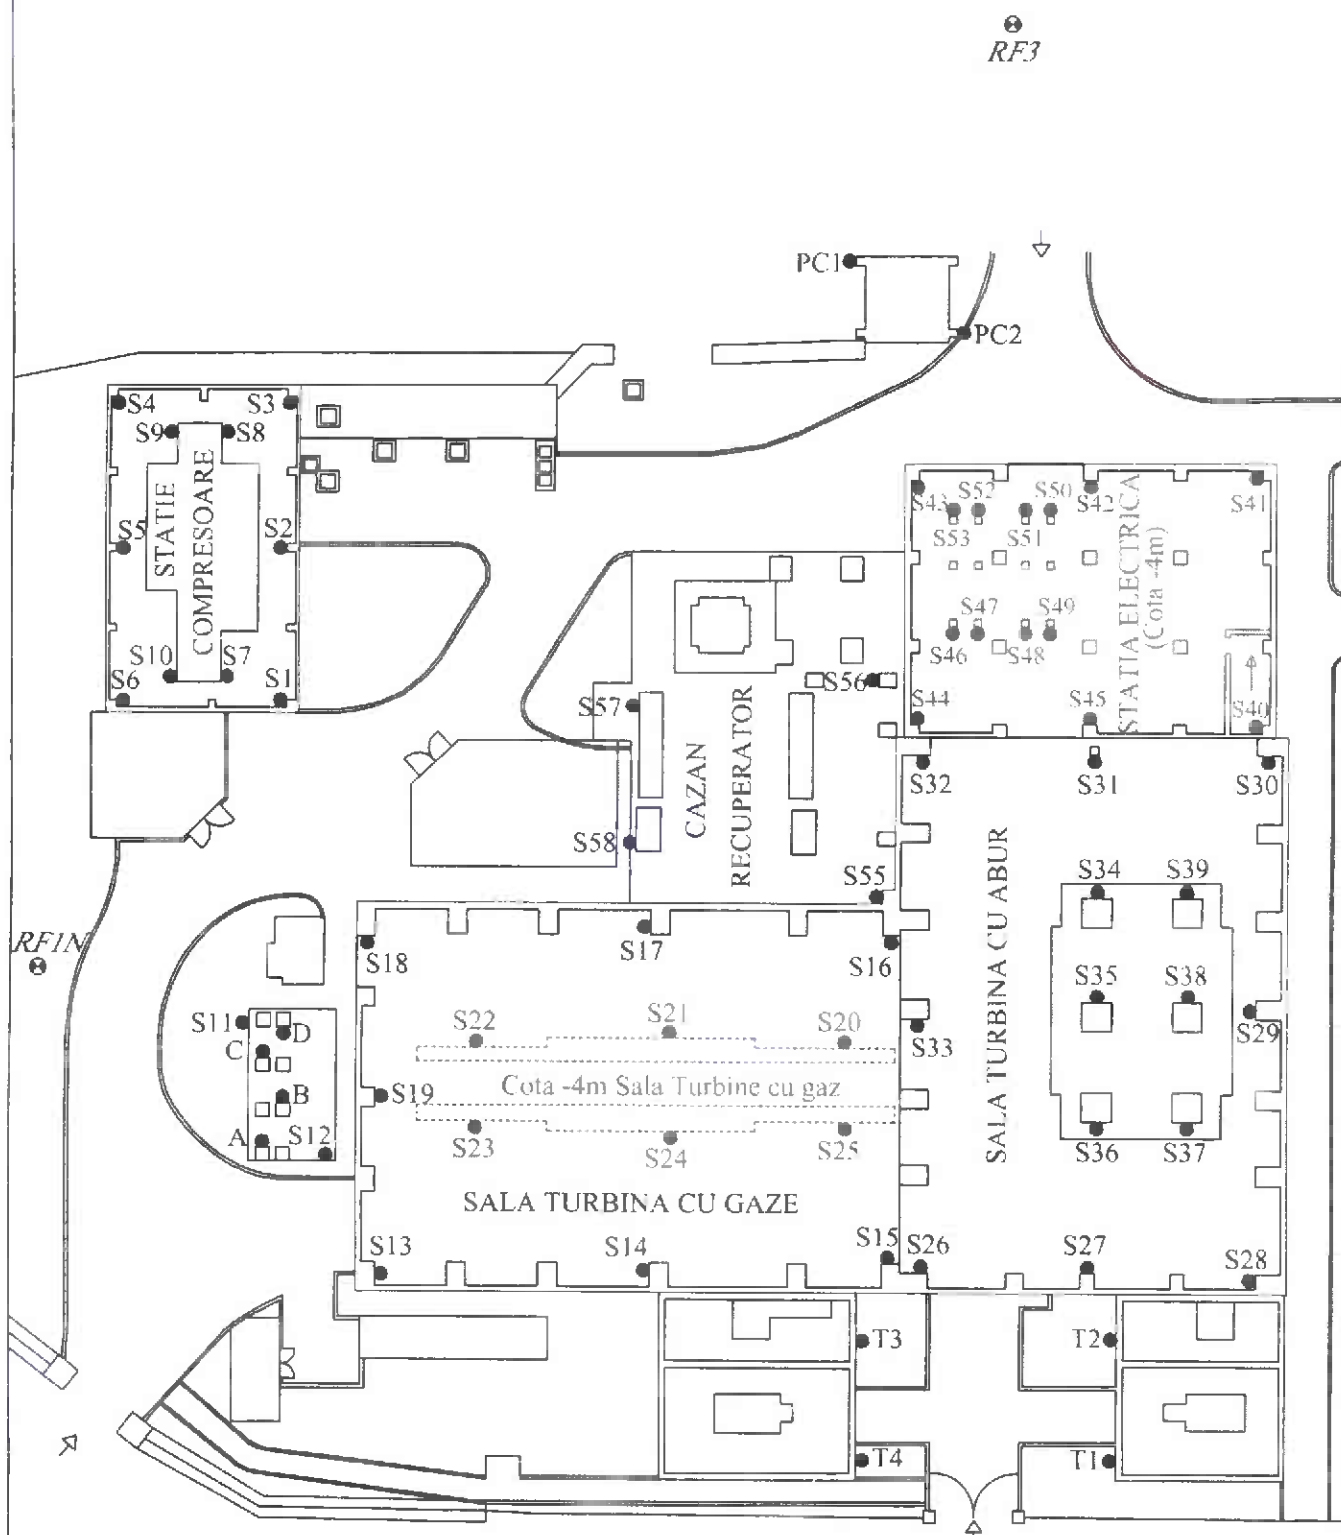 RF3
PC1
PC2
S4
S3
S9
S8
STATIE
COMPRESOARE
S5
S2
S10
S7
S6
S1
S43
S52
S50
S42
S41
S53
S51
STATIA ELECTRICA
(Cota -4m)
S47
S49
S46
S48
S44
S45
S40
S56
S57
CAZAN
RECUPERATOR
S58
S55
S32
S31
S30
SALA TURBINA CU ABUR
S34
S39
S35
S38
S29
S33
S36
S37
RF1N
S18
S17
S16
S11
D
C
B
A
S12
S22
S21
S20
S19
Cota -4m Sala Turbine cu gaz
S23
S24
S25
SALA TURBINA CU GAZE
S13
S14
S15
S26
S27
S28
T3
T2
T4
T1